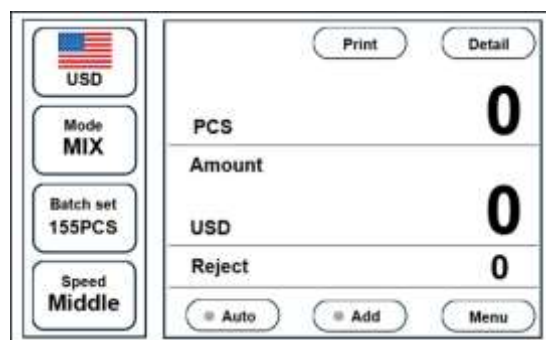 USD
Mode
MIX
Batch set
155PCS
Speed
Middle
Print Detail
PCS 0
Amount
USD 0
Reject 0
Auto Add Menu